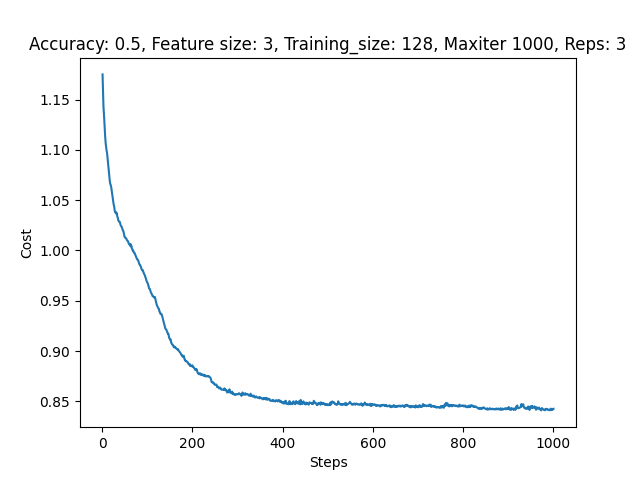 Accuracy: 0.5, Feature size: 3, Training_size: 128, Maxiter 1000, Reps: 3
1.15
1.10
1.05
1.00
0.95
0.90
0.85
Cost
0 200 400 600 800 1000
Steps